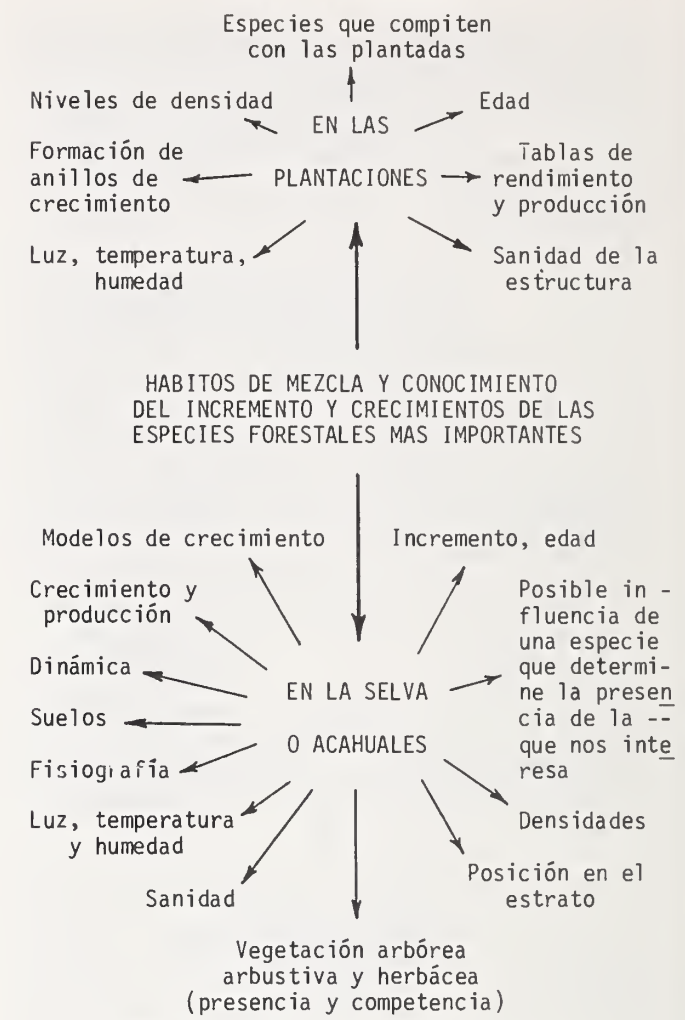 Especies que compiten
con las plantadas
Niveles de densidad
EN LAS
Edad
Formación de
anillos de
crecimiento
PLANTACIONES
Tablas de
rendimiento
y producción
Luz, temperatura,
humedad
Sanidad de la
estructura
HABITOS DE MEZCLA Y CONOCIMIENTO
DEL INCREMENTO Y CRECIMIENTOS DE LAS
ESPECIES FORESTALES MAS IMPORTANTES
Modelos de crecimiento
Incremento, edad
Crecimiento y
producción
Dinámica
Suelos
Fisiografía
EN LA SELVA
O ACAHUALES
Posible in -
fluencia de
una especie
que determi-
ne la presen
cia de la --
que nos inte
resa
Luz, temperatura
y humedad
Densidades
Sanidad
Posición en el
estrato
Vegetación arbórea
arbustiva y herbácea
(presencia y competencia)